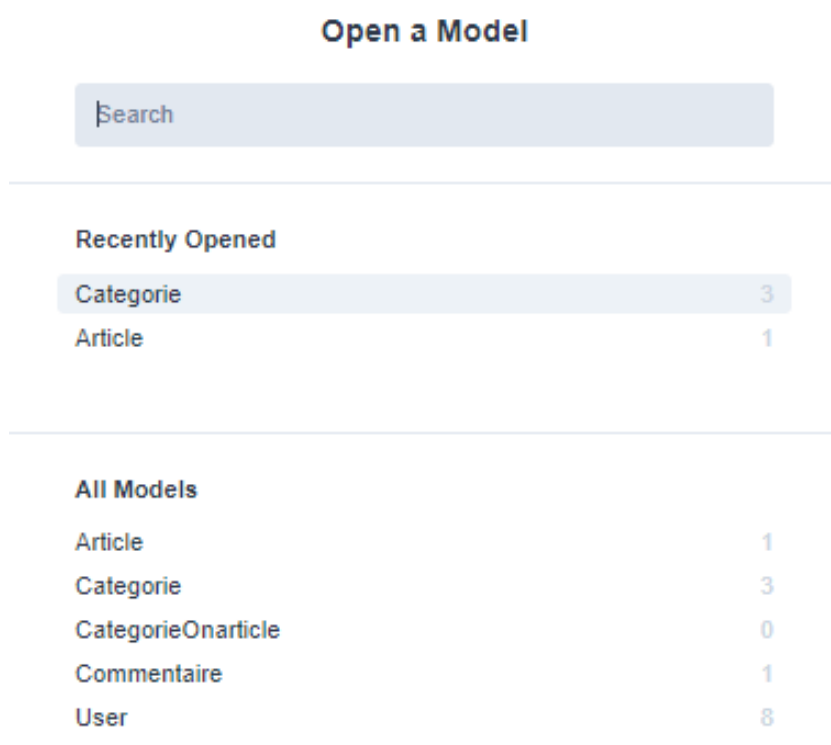 Open a Model
Search
Recently Opened
Categorie 3
Article 1
All Models
Article 1
Categorie 3
CategorieOnarticle 0
Commentaire 1
User 8